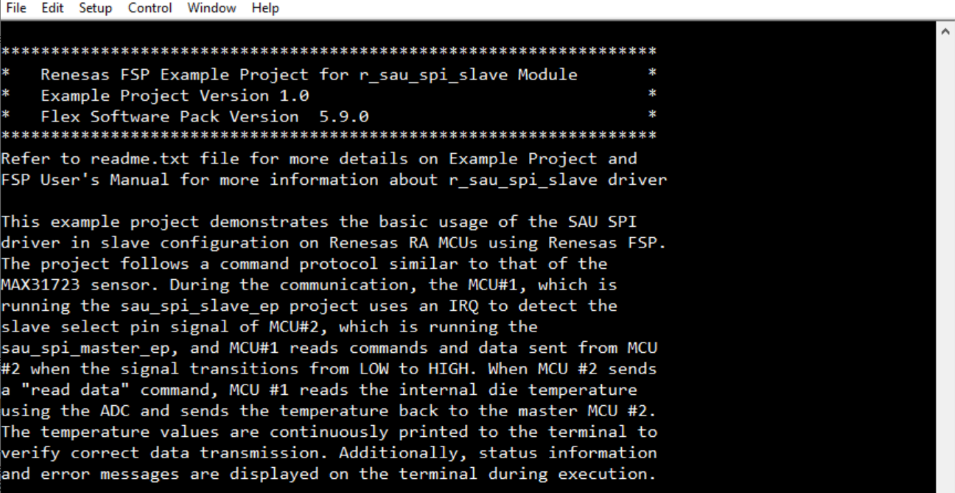 File Edit Setup Control Window Help
******************************************************************
* Renesas FSP Example Project for r_sau_spi_slave Module *
* Example Project Version 1.0 *
* Flex Software Pack Version 5.9.0 *
******************************************************************
Refer to readme.txt file for more details on Example Project and
FSP User's Manual for more information about r_sau_spi_slave driver
This example project demonstrates the basic usage of the SAU SPI
driver in slave configuration on Renesas RA MCUs using Renesas FSP.
The project follows a command protocol similar to that of the
MAX31723 sensor. During the communication, the MCU#1, which is
running the sau_spi_slave_ep project uses an IRQ to detect the
slave select pin signal of MCU#2, which is running the
sau_spi_master_ep, and MCU#1 reads commands and data sent from MCU
#2 when the signal transitions from LOW to HIGH. When MCU #2 sends
a "read data" command, MCU #1 reads the internal die temperature
using the ADC and sends the temperature back to the master MCU #2.
The temperature values are continuously printed to the terminal to
verify correct data transmission. Additionally, status information
and error messages are displayed on the terminal during execution.